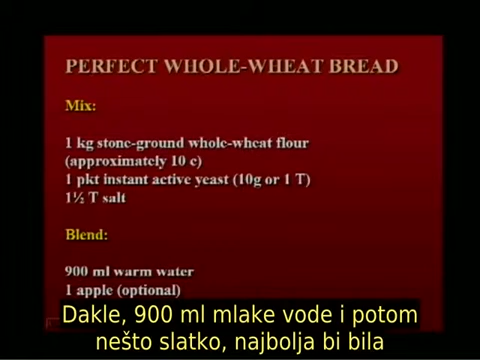 PERFECT WHOLE-WHEAT BREAD
Mix:
1 kg stone-ground whole-wheat flour
(approximately 10 c)
1 pkt instant active yeast (10g or 1 T)
1½ T salt
Blend:
900 ml warm water
1 apple (optional)
Dakle, 900 ml mlake vode i potom
nešto slatko, najbolja bi bila